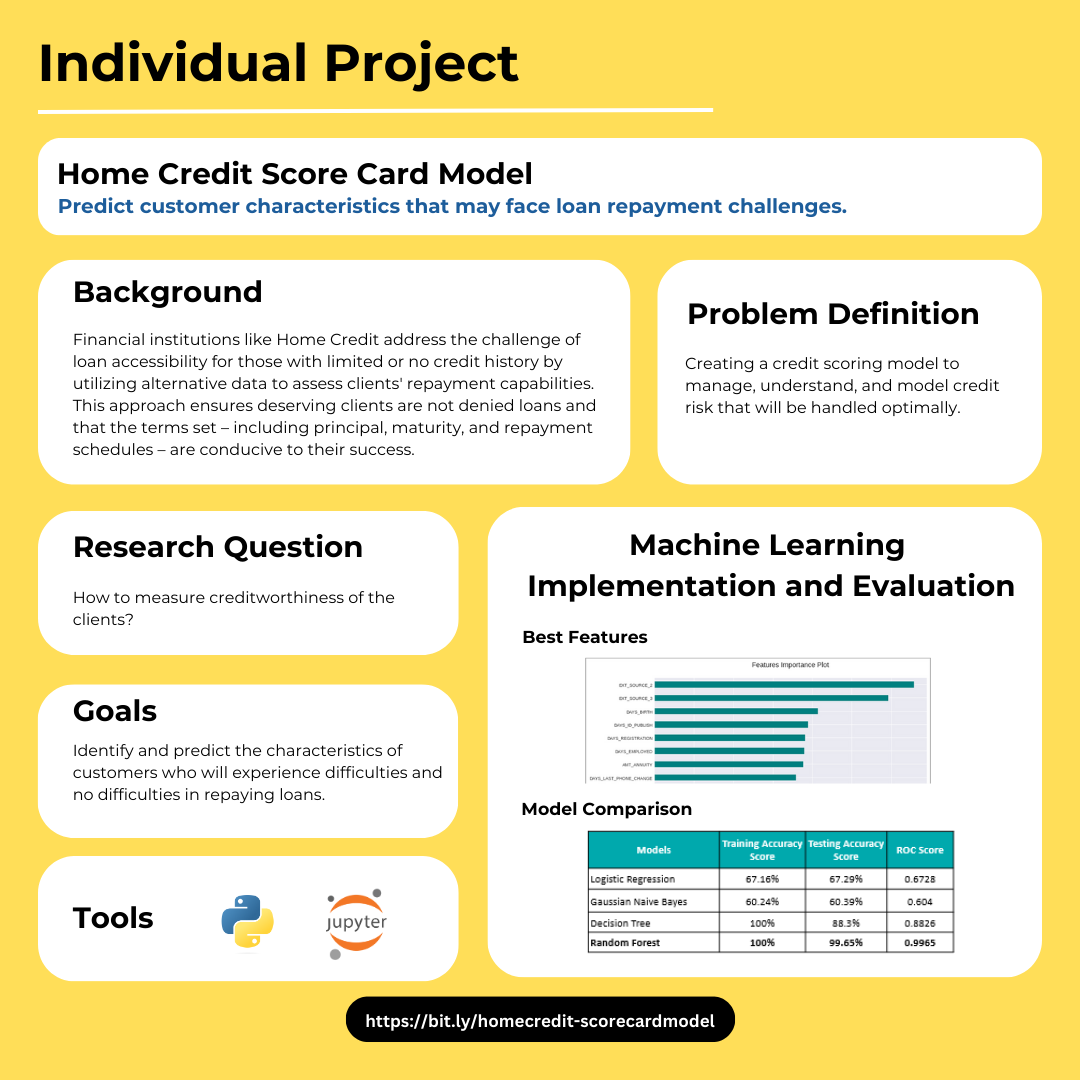 Individual Project
Home Credit Score Card Model
Predict customer characteristics that may face loan repayment challenges.
Background
Financial institutions like Home Credit address the challenge of
loan accessibility for those with limited or no credit history by
utilizing alternative data to assess clients' repayment capabilities.
This approach ensures deserving clients are not denied loans and
that the terms set – including principal, maturity, and repayment
schedules – are conducive to their success.
Problem Definition
Creating a credit scoring model to
manage, understand, and model credit
risk that will be handled optimally.
Research Question
How to measure creditworthiness of the
clients?
Goals
Identify and predict the characteristics of
customers who will experience difficulties and
no difficulties in repaying loans.
Tools
jupyter
Machine Learning
Implementation and Evaluation
Best Features
Features Importance Plot
EXT_SOURCE_2
EXT_SOURCE_3
DAYS_BIRTH
DAYS_ID_PUBLISH
DAYS_REGISTRATION
DAYS_EMPLOYED
AMT_ANNUITY
DAYS_LAST_PHONE_CHANGE
Model Comparison
Models Training Accuracy Score Testing Accuracy Score ROC Score
Logistic Regression 67.16% 67.29% 0.6728
Gaussian Naive Bayes 60.24% 60.39% 0.604
Decision Tree 100% 88.3% 0.8826
Random Forest 100% 99.65% 0.9965
https://bit.ly/homecredit-scorecardmodel